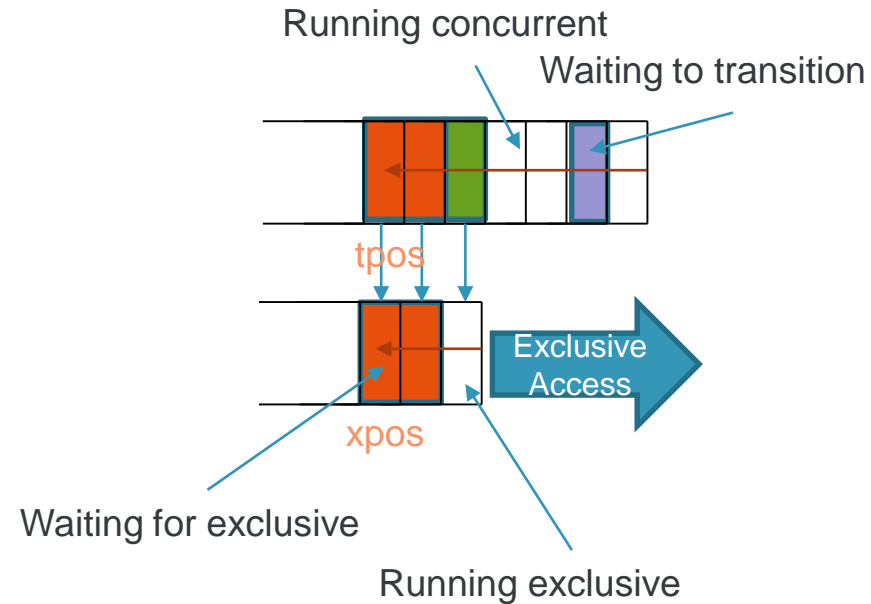 Running concurrent
Waiting to transition
tpos
Exclusive
Access
xpos
Waiting for exclusive
Running exclusive